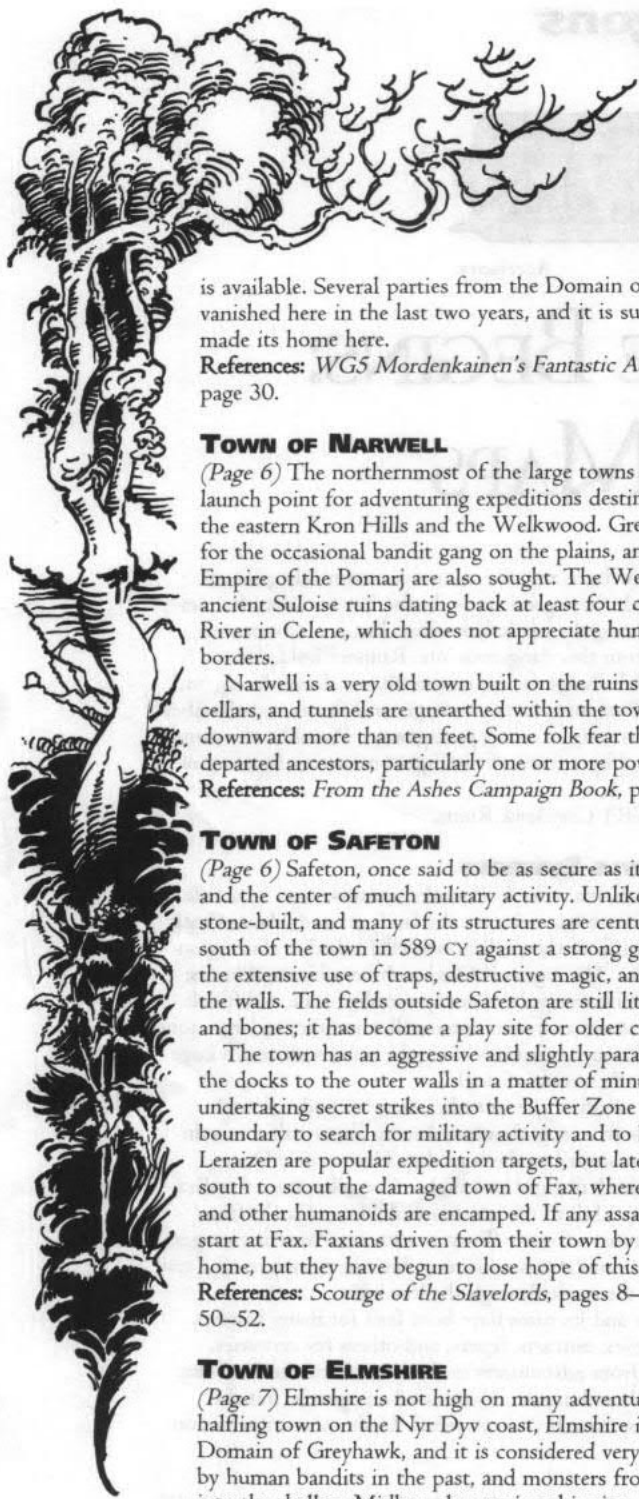 is available. Several parties from the Domain o
vanished here in the last two years, and it is su
made its home here.
References: WG5 Mordenkainen's Fantastic A
page 30.
TOWN OF NARWELL
(Page 6) The northernmost of the large towns
launch point for adventuring expeditions destin
the eastern Kron Hills and the Welkwood. Gre
for the occasional bandit gang on the plains, an
Empire of the Pomarj are also sought. The We
ancient Suloise ruins dating back at least four c
River in Celene, which does not appreciate hum
borders.
Narwell is a very old town built on the ruins
cellars, and tunnels are unearthed within the tow
downward more than ten feet. Some folk fear th
departed ancestors, particularly one or more pow
References: From the Ashes Campaign Book, p
TOWN OF SAFETON
(Page 6) Safeton, once said to be as secure as it
and the center of much military activity. Unlike
stone-built, and many of its structures are centu
south of the town in 589 CY against a strong g
the extensive use of traps, destructive magic, an
the walls. The fields outside Safeton are still lit
and bones; it has become a play site for older c
The town has an aggressive and slightly para
the docks to the outer walls in a matter of min
undertaking secret strikes into the Buffer Zone
boundary to search for military activity and to
Leraizen are popular expedition targets, but late
south to scout the damaged town of Fax, where
and other humanoids are encamped. If any assa
start at Fax. Faxians driven from their town by
home, but they have begun to lose hope of this
References: Scourge of the Slavelords, pages 8–
50–52.
TOWN OF ELMSHIRE
(Page 7) Elmshire is not high on many adventu
halfling town on the Nyr Dyv coast, Elmshire i
Domain of Greyhawk, and it is considered very
by human bandits in the past, and monsters fro